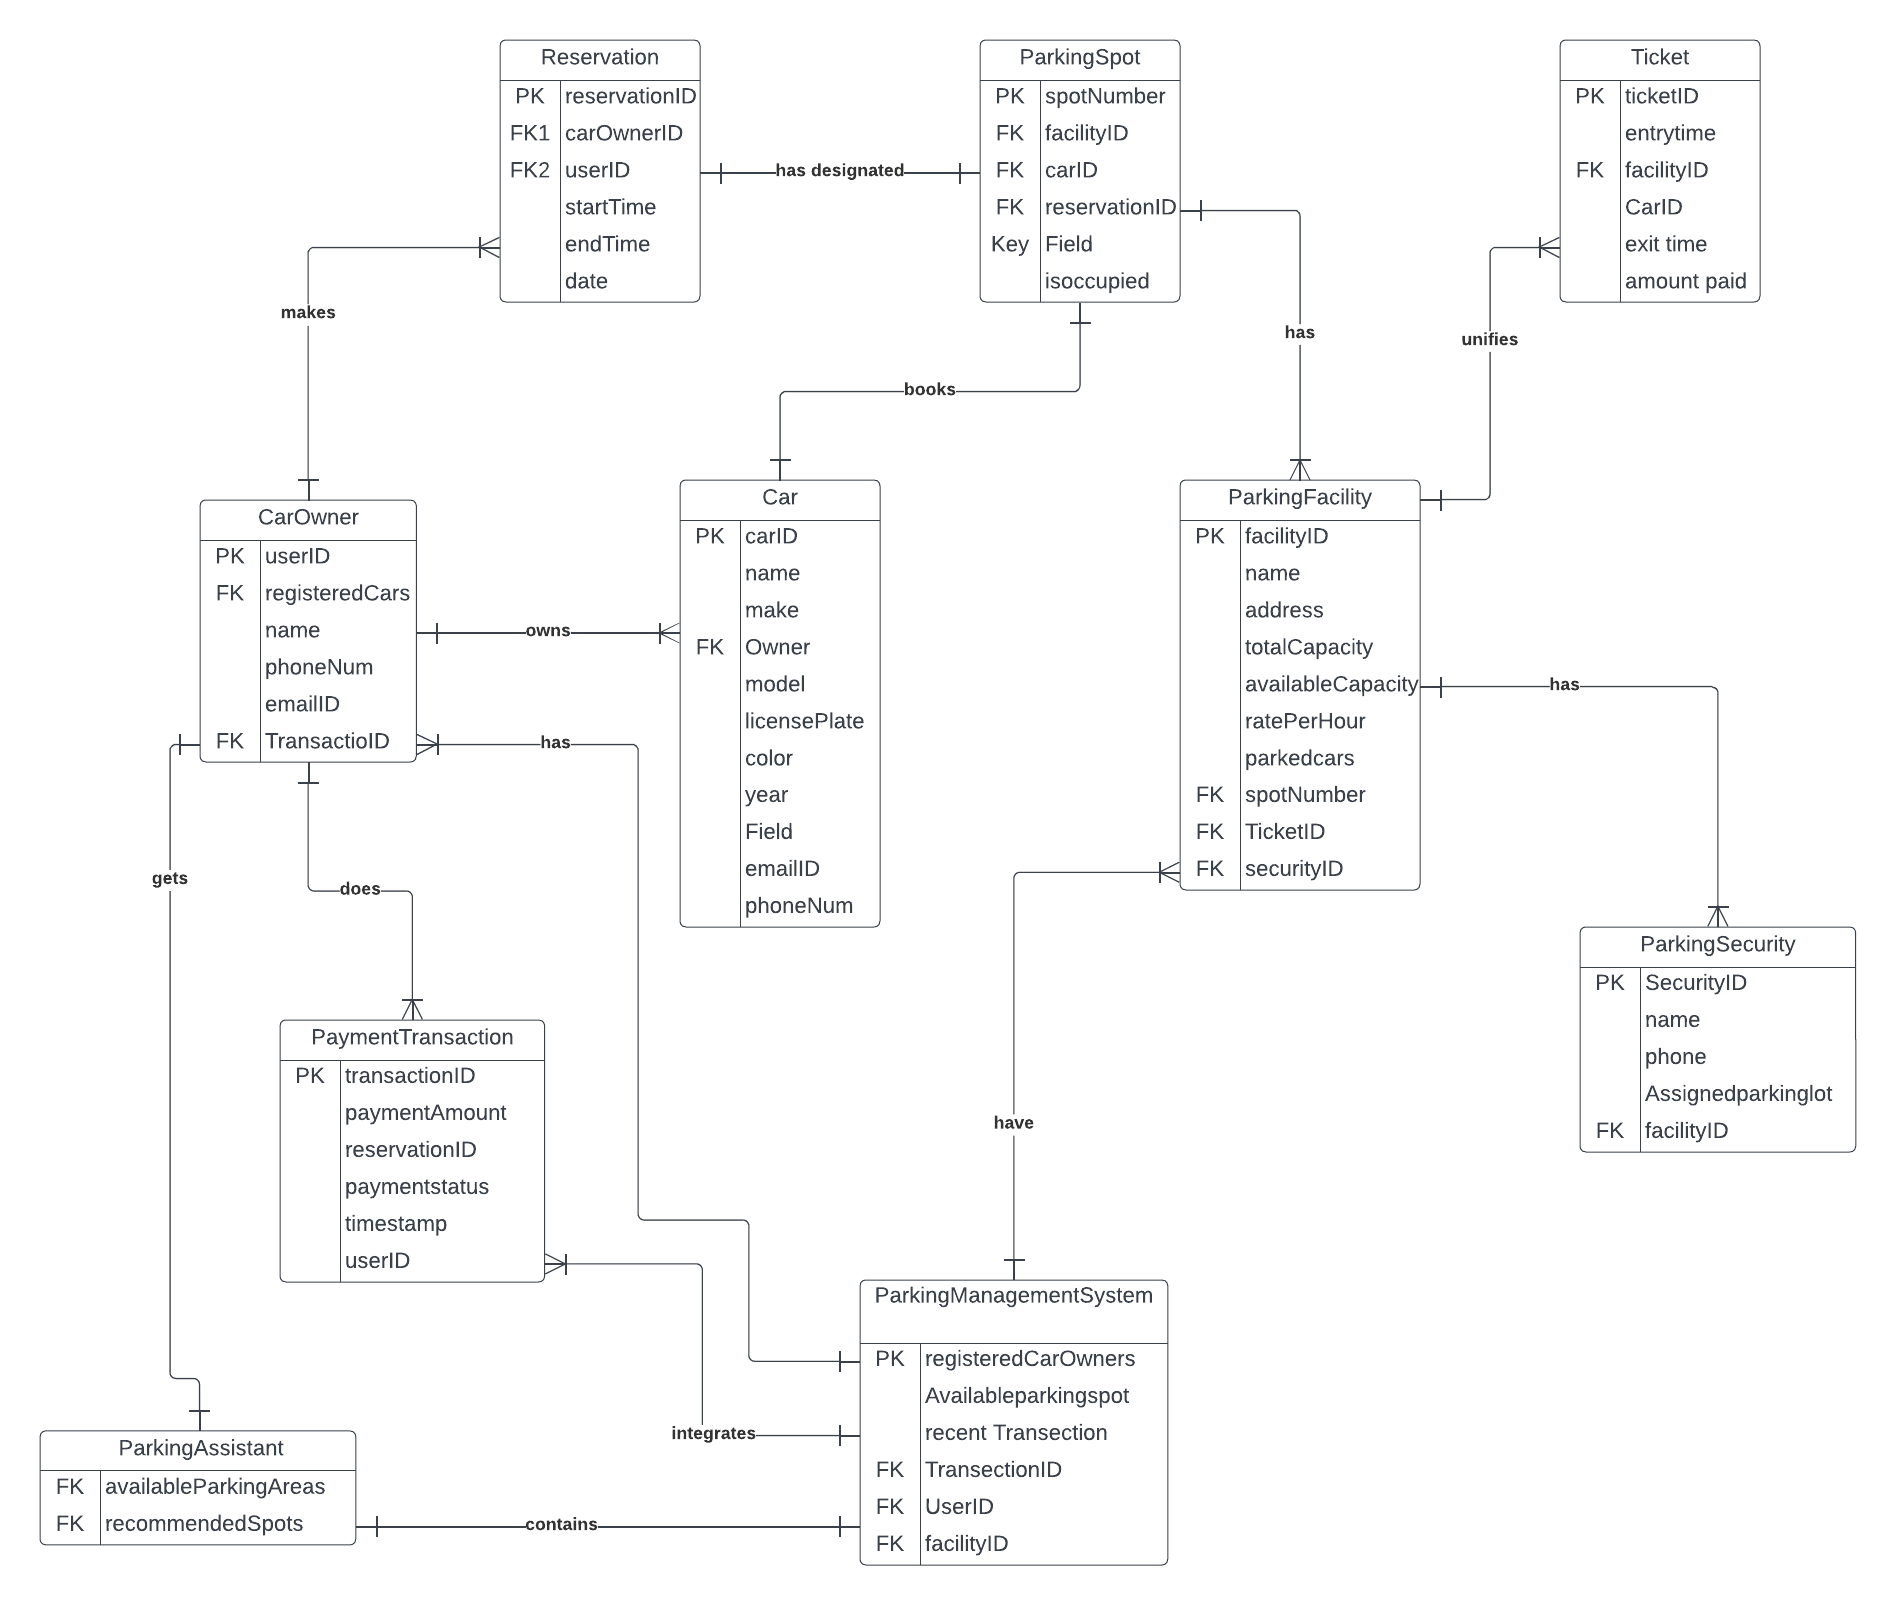 Reservation
PK reservationID
FK1 carOwnerID
FK2 userID
startTime
endTime
date
has designated
ParkingSpot
PK spotNumber
FK facilityID
FK carID
FK reservationID
Key Field
isoccupied
Ticket
PK ticketID
entrytime
FK facilityID
CarID
exit time
amount paid
makes
has
unifies
books
CarOwner
PK userID
FK registeredCars
name
phoneNum
emailID
FK TransactioID
owns
Car
PK carID
name
make
FK Owner
model
licensePlate
color
year
Field
emailID
phoneNum
ParkingFacility
PK facilityID
name
address
totalCapacity
availableCapacity
ratePerHour
parkedcars
FK spotNumber
FK TicketID
FK securityID
has
has
gets
does
ParkingSecurity
PK SecurityID
name
phone
Assignedparkinglot
FK facilityID
PaymentTransaction
PK transactionID
paymentAmount
reservationID
paymentstatus
timestamp
userID
have
integrates
ParkingManagementSystem
PK registeredCarOwners
Availableparkingspot
recent Transection
FK TransectionID
FK UserID
FK facilityID
ParkingAssistant
FK availableParkingAreas
FK recommendedSpots
contains